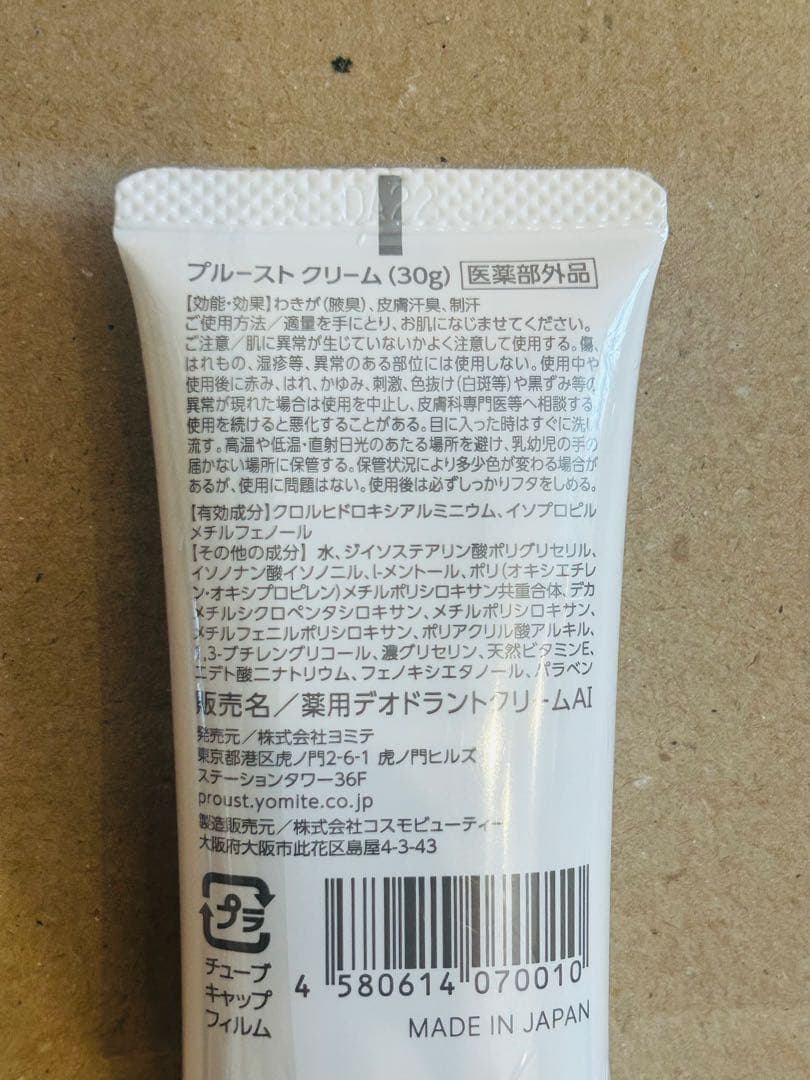 DA22
プルースト クリーム(30g) 医薬部外品
【効能・効果】わきが(腋臭)、皮膚汗臭、制汗
ご使用方法／適量を手にとり、お肌になじませてください。
ご注意／肌に異常が生じていないかよく注意して使用する。傷、
はれもの、湿疹等、異常のある部位には使用しない。使用中や
使用後に赤み、はれ、かゆみ、刺激、色抜け(白斑等)や黒ずみ等の
異常が現れた場合は使用を中止し、皮膚科専門医等へ相談する。
使用を続けると悪化することがある。目に入った時はすぐに洗い
流す。高温や低温・直射日光のあたる場所を避け、乳幼児の手の
届かない場所に保管する。保管状況により多少色が変わる場合が
あるが、使用に問題はない。使用後は必ずしっかりフタをしめる。
【有効成分】クロルヒドロキシアルミニウム、イソプロピル
メチルフェノール
【その他の成分】 水、ジイソステアリン酸ポリグリセリル、
イソノナン酸イソノニル、l-メントール、ポリ(オキシエチレ
ン・オキシプロピレン)メチルポリシロキサン共重合体、デカ
メチルシクロペンタシロキサン、メチルポリシロキサン、
メチルフェニルポリシロキサン、ポリアクリル酸アルキル、
1,3-ブチレングリコール、濃グリセリン、天然ビタミンE、
エデト酸二ナトリウム、フェノキシエタノール、パラベン
販売名／薬用デオドラントクリームAI
発売元／株式会社ヨミテ
東京都港区虎ノ門2-6-1 虎ノ門ヒルズ
ステーションタワー36F
proust.yomite.co.jp
製造販売元／株式会社コスモビューティー
大阪府大阪市此花区島屋4-3-43
プラ
チューブ
キャップ
フィルム
4 580614 070010
MADE IN JAPAN